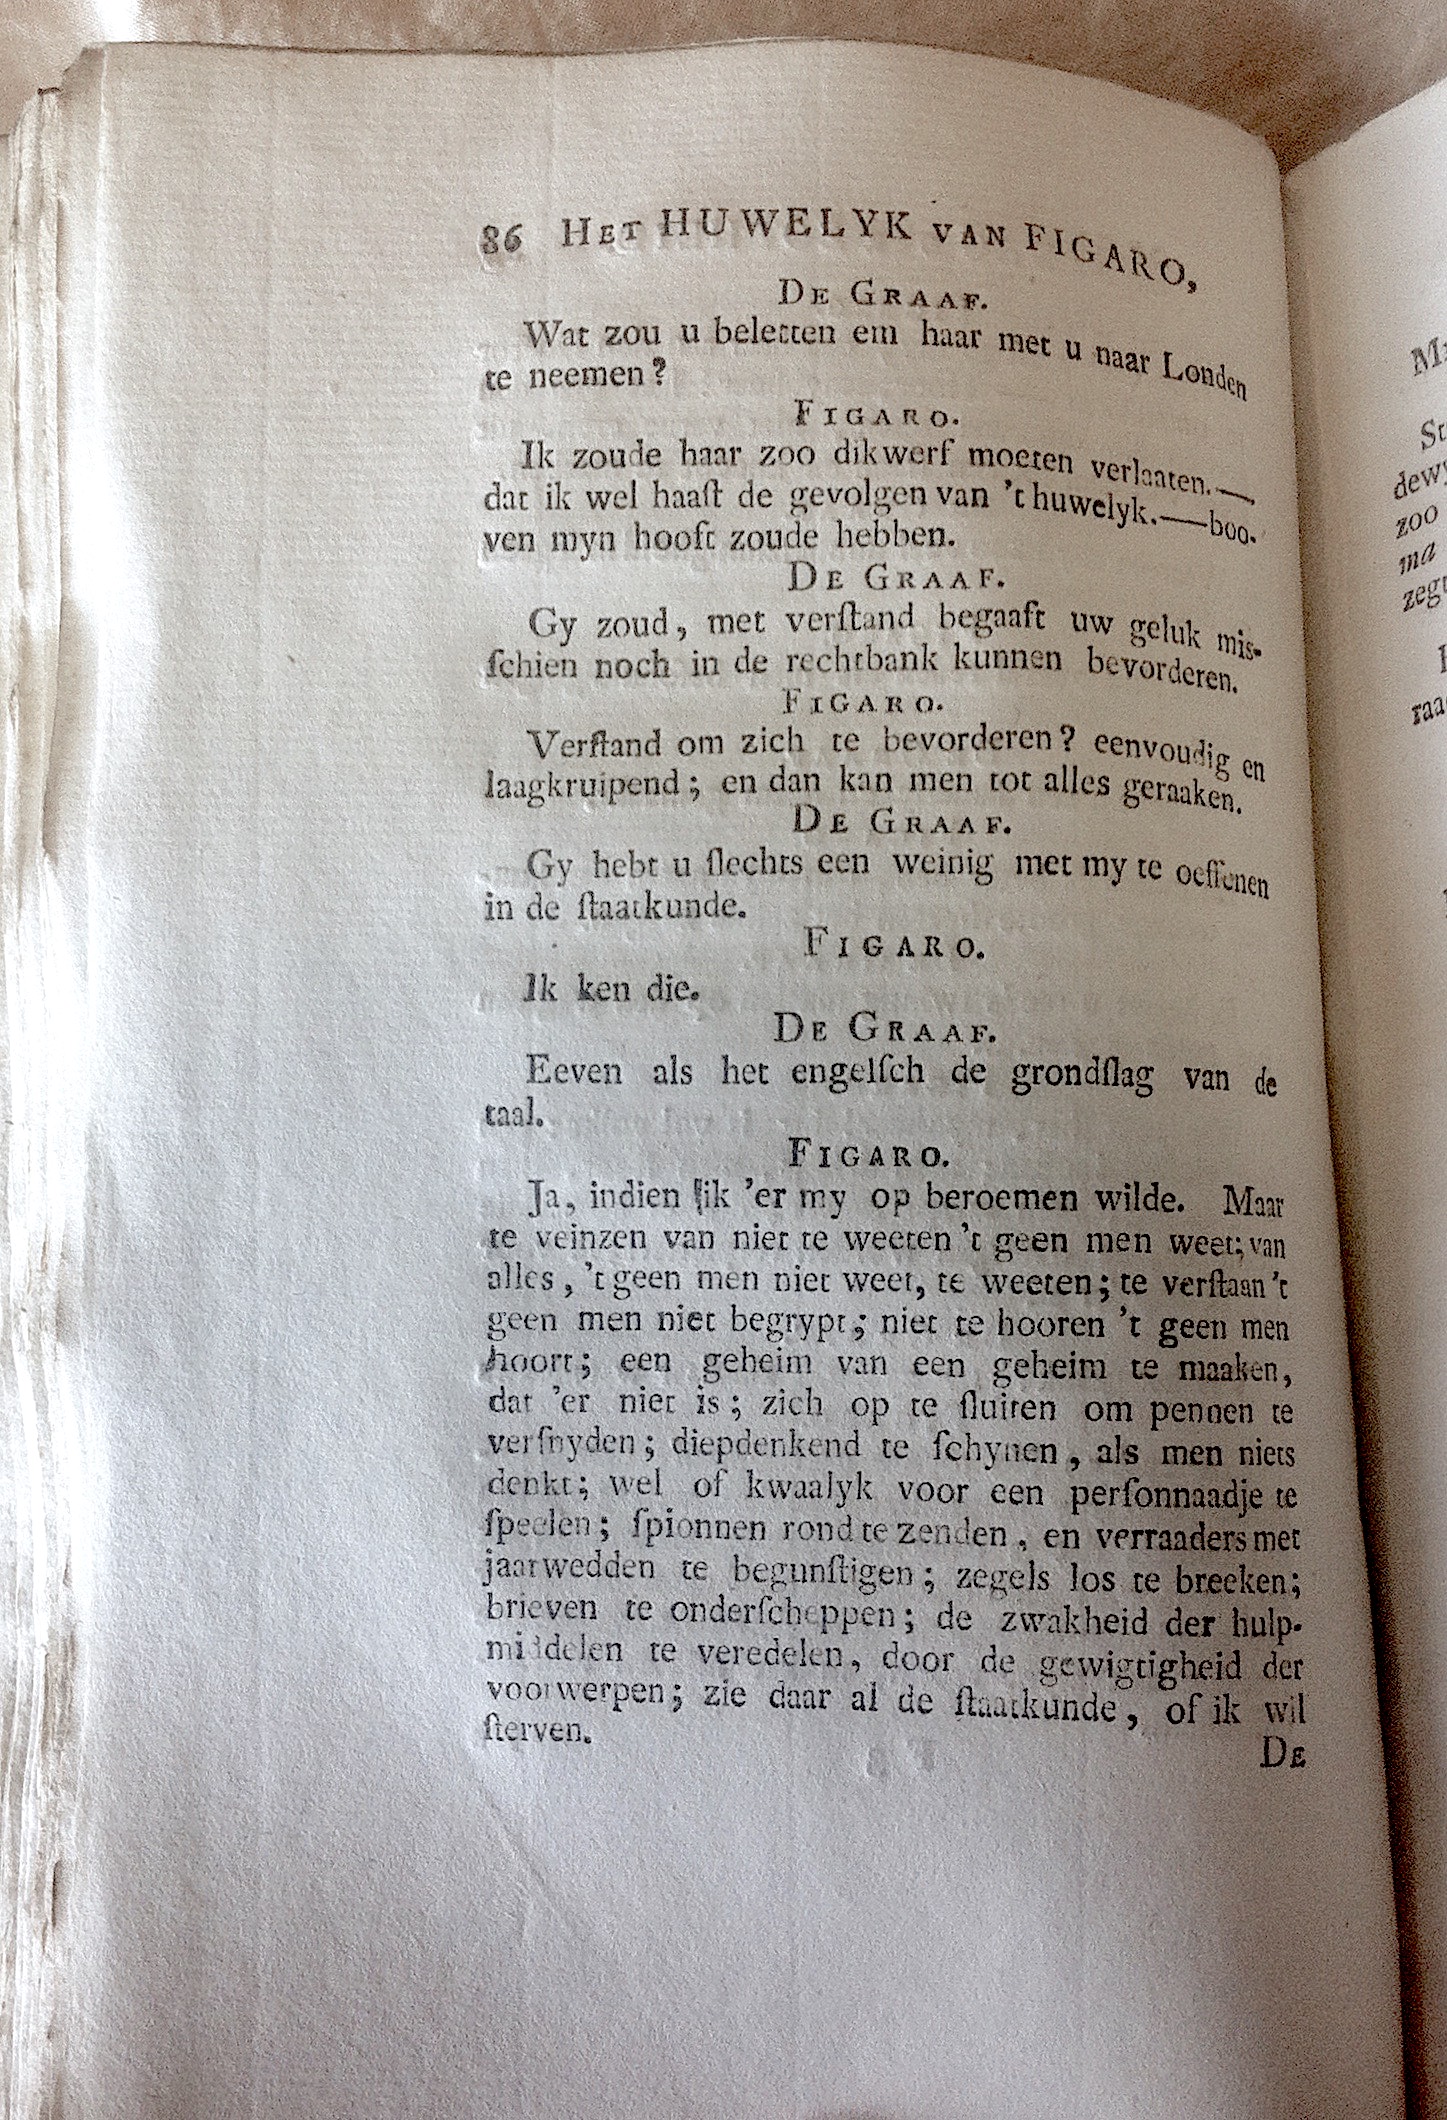 86 HET HUWELYK VAN FIGARO,
DE GRAAF.
Wat zou u beletten em haar met u naar Londen
te neemen?
FIGARO.
Ik zoude haar zoo dikwerf moeten verlaaten.—,
dat ik wel haaſt de gevolgen van 't huwelyk.—boo-
ven myn hooft zoude hebben.
DE GRAAF.
Gy zoud, met verſtand begaaft uw geluk mis-
ſchien noch in de rechtbank kunnen bevorderen.
FIGARO.
Verſtand om zich te bevorderen? eenvoudig en
laagkruipend; en dan kan men tot alles geraaken.
DE GRAAF.
Gy hebt u ſlechts een weinig met my te oeffenen
in de ſtaatkunde.
FIGARO.
Ik ken die.
DE GRAAF.
Eeven als het engelſch de grondſlag van de
taal.
FIGARO.
Ja, indien ik 'er my op beroemen wilde. Maar
te veinzen van niet te weeten 't geen men weet; van
alles, 't geen men niet weet, te weeten; te verſtaan 't
geen men niet begrypt; niet te hooren 't geen men
hoort; een geheim van een geheim te maaken,
dat 'er niet is; zich op te ſluiten om pennen te
verſnyden; diepdenkend te ſchynen, als men niets
denkt; wel of kwaalyk voor een perſonnaadje te
ſpeelen; ſpionnen rond te zenden, en verraaders met
jaarwedden te begunſtigen; zegels los te breeken;
brieven te onderſcheppen; de zwakheid der hulp-
middelen te veredelen, door de gewigtigheid der
voorwerpen; zie daar al de ſtaatkunde, of ik wil
ſterven.
DE
St
dewy
zoo
ma
raa